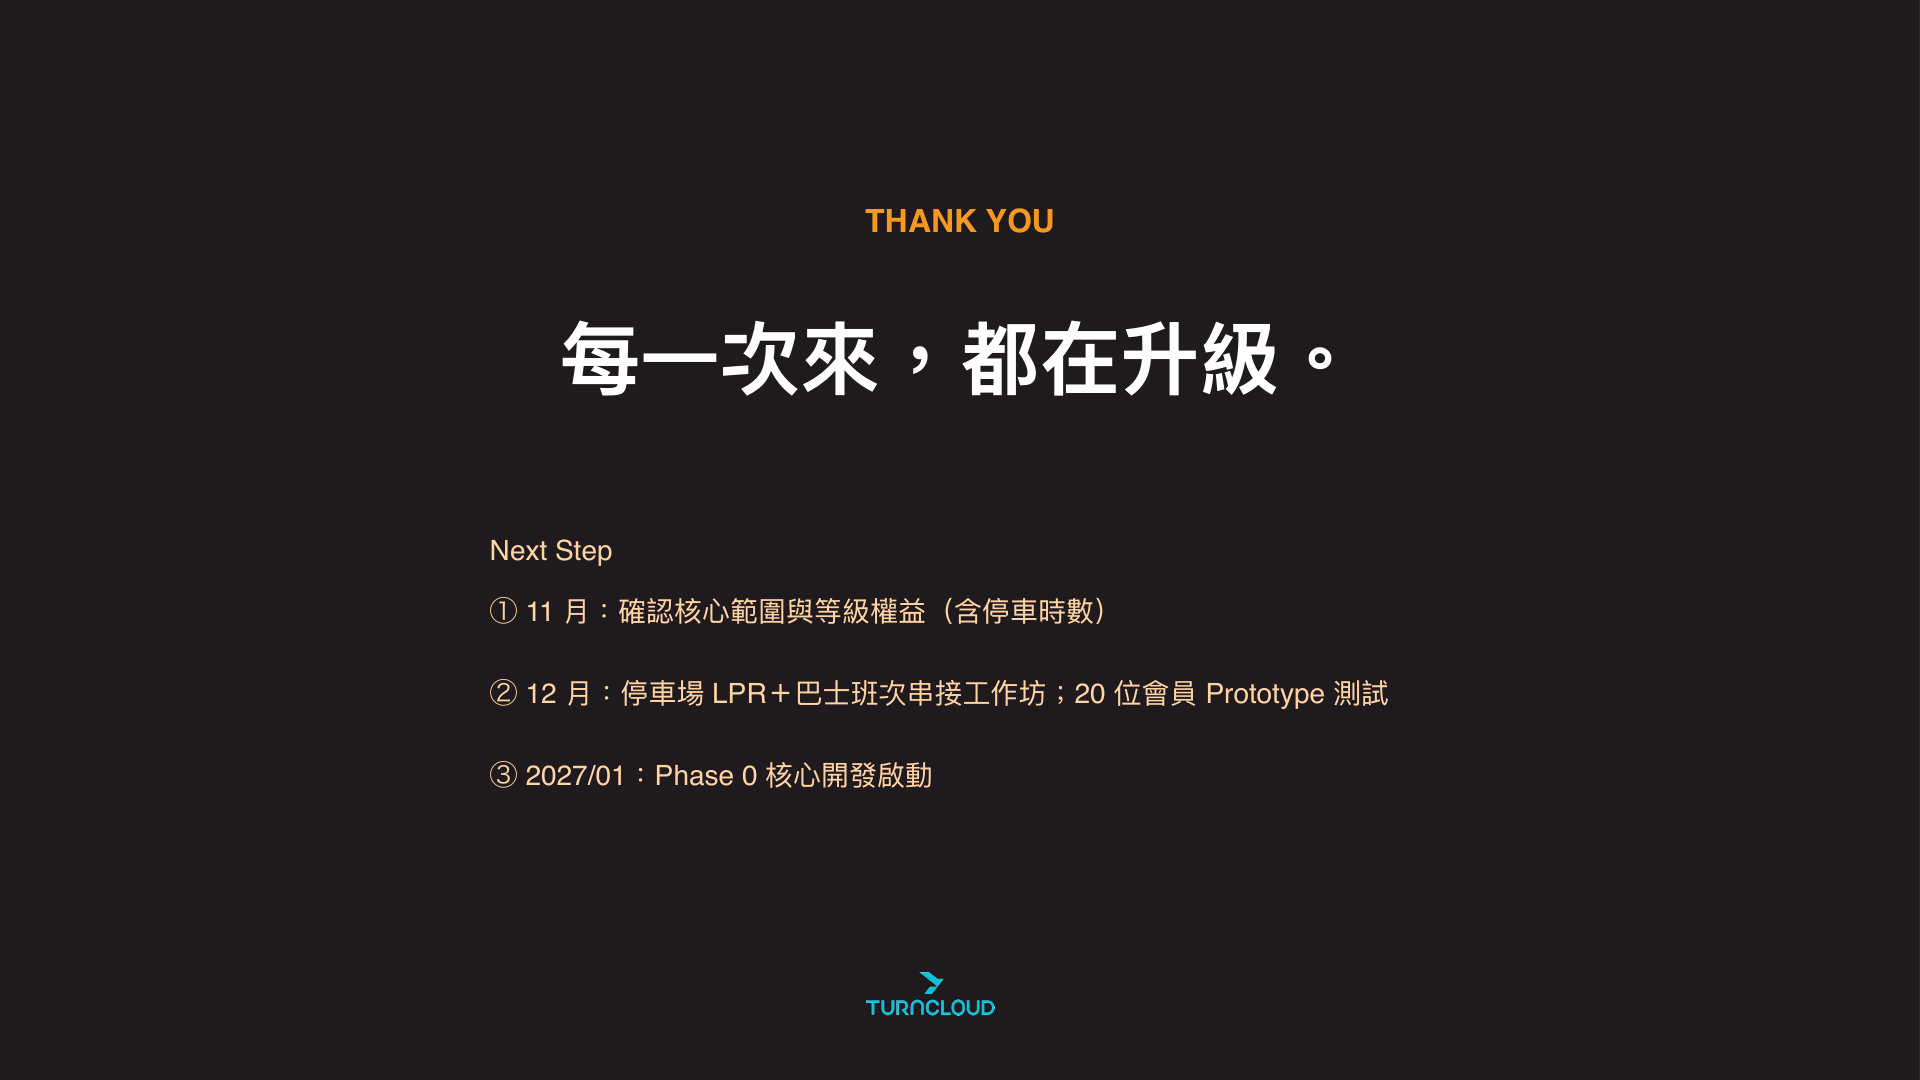 THANK YOU
每一次來，都在升級。
Next Step
① 11 月：確認核心範圍與等級權益（含停車時數）
② 12 月：停車場 LPR＋巴士班次串接工作坊；20 位會員 Prototype 測試
③ 2027/01：Phase 0 核心開發啟動
TURNCLOUD